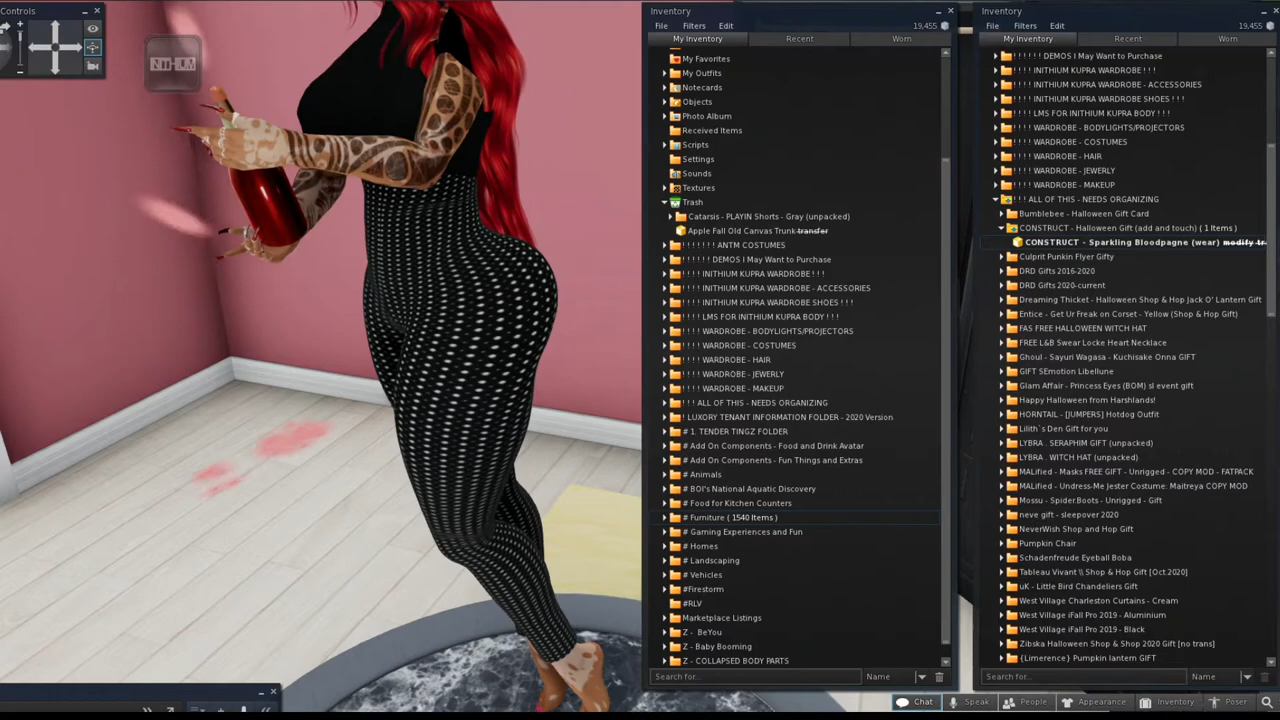 Controls
INITHIUM
Inventory
File Filters Edit 19,455
My Inventory Recent Worn
My Favorites
My Outfits
Notecards
Objects
Photo Album
Received Items
Scripts
Settings
Sounds
Textures
Trash
Catarsis - PLAYIN Shorts - Gray (unpacked)
Apple Fall Old Canvas Trunk transfer
! ! ! ! ! ! ! ANTM COSTUMES
! ! ! ! ! ! DEMOS I May Want to Purchase
! ! ! ! INITHIUM KUPRA WARDROBE ! ! !
! ! ! ! INITHIUM KUPRA WARDROBE - ACCESSORIES
! ! ! ! INITHIUM KUPRA WARDROBE SHOES ! ! !
! ! ! ! LMS FOR INITHIUM KUPRA BODY ! ! !
! ! ! ! WARDROBE - BODYLIGHTS/PROJECTORS
! ! ! ! WARDROBE - COSTUMES
! ! ! ! WARDROBE - HAIR
! ! ! ! WARDROBE - JEWERLY
! ! ! ! WARDROBE - MAKEUP
! ! ! ALL OF THIS - NEEDS ORGANIZING
! LUXORY TENANT INFORMATION FOLDER - 2020 Version
# 1. TENDER TINGZ FOLDER
# Add On Components - Food and Drink Avatar
# Add On Components - Fun Things and Extras
# Animals
# BOI's National Aquatic Discovery
# Food for Kitchen Counters
# Furniture ( 1540 Items )
# Gaming Experiences and Fun
# Homes
# Landscaping
# Vehicles
#Firestorm
#RLV
Marketplace Listings
Z - BeYou
Z - Baby Booming
Z - COLLAPSED BODY PARTS
Search for... Name
Inventory
File Filters Edit 19,455
My Inventory Recent Worn
! ! ! ! ! ! DEMOS I May Want to Purchase
! ! ! ! INITHIUM KUPRA WARDROBE ! ! !
! ! ! ! INITHIUM KUPRA WARDROBE - ACCESSORIES
! ! ! ! INITHIUM KUPRA WARDROBE SHOES ! ! !
! ! ! ! LMS FOR INITHIUM KUPRA BODY ! ! !
! ! ! ! WARDROBE - BODYLIGHTS/PROJECTORS
! ! ! ! WARDROBE - COSTUMES
! ! ! ! WARDROBE - HAIR
! ! ! ! WARDROBE - JEWERLY
! ! ! ! WARDROBE - MAKEUP
! ! ! ALL OF THIS - NEEDS ORGANIZING
Bumblebee - Halloween Gift Card
CONSTRUCT - Halloween Gift (add and touch) ( 1 Items )
CONSTRUCT - Sparkling Bloodpagne (wear) modify tr
Culprit Punkin Flyer Gifty
DRD Gifts 2016-2020
DRD Gifts 2020-current
Dreaming Thicket - Halloween Shop & Hop Jack O' Lantern Gift
Entice - Get Ur Freak on Corset - Yellow (Shop & Hop Gift)
FAS FREE HALLOWEEN WITCH HAT
FREE L&B Swear Locke Heart Necklace
Ghoul - Sayuri Wagasa - Kuchisake Onna GIFT
GIFT SEmotion Libellune
Glam Affair - Princess Eyes (BOM) sl event gift
Happy Halloween from Harshlands!
HORNTAIL - [JUMPERS] Hotdog Outfit
Lilith`s Den Gift for you
LYBRA . SERAPHIM GIFT (unpacked)
LYBRA . WITCH HAT (unpacked)
MALified - Masks FREE GIFT - Unrigged - COPY MOD - FATPACK
MALified - Undress-Me Jester Costume: Maitreya COPY MOD
Mossu - Spider.Boots - Unrigged - Gift
neve gift - sleepover 2020
NeverWish Shop and Hop Gift
Pumpkin Chair
Schadenfreude Eyeball Boba
Tableau Vivant \\ Shop & Hop Gift [Oct.2020]
uK - Little Bird Chandeliers Gift
West Village Charleston Curtains - Cream
West Village iFall Pro 2019 - Aluminium
West Village iFall Pro 2019 - Black
Zibska Halloween Shop & Shop 2020 Gift [no trans]
{Limerence} Pumpkin lantern GIFT
Search for... Name
Chat Speak People Appearance Inventory Poser